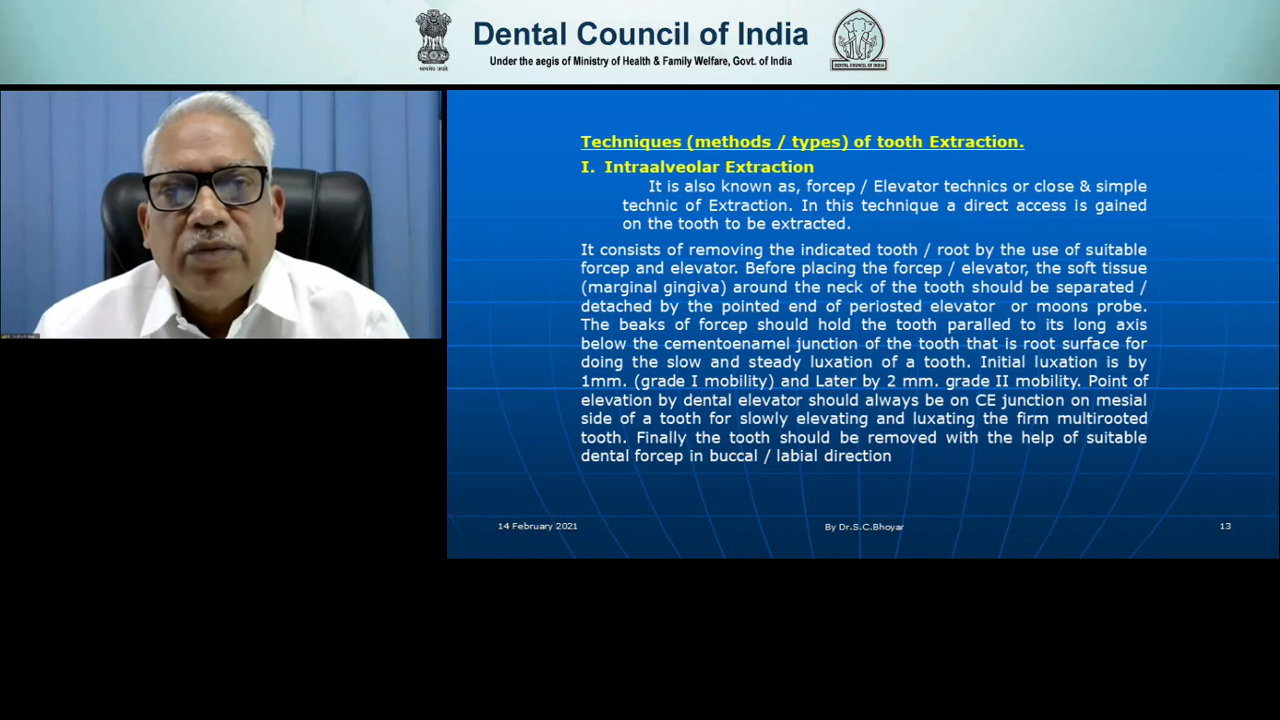 Dental Council of India
Under the aegis of Ministry of Health & Family Welfare, Govt. of India
DENTAL COUNCIL OF INDIA
Techniques (methods / types) of tooth Extraction.
I. Intraalveolar Extraction
It is also known as, forcep / Elevator technics or close & simple
technic of Extraction. In this technique a direct access is gained
on the tooth to be extracted.
It consists of removing the indicated tooth / root by the use of suitable
forcep and elevator. Before placing the forcep / elevator, the soft tissue
(marginal gingiva) around the neck of the tooth should be separated /
detached by the pointed end of periosted elevator or moons probe.
The beaks of forcep should hold the tooth paralled to its long axis
below the cementoenamel junction of the tooth that is root surface for
doing the slow and steady luxation of a tooth. Initial luxation is by
1mm. (grade I mobility) and Later by 2 mm. grade II mobility. Point of
elevation by dental elevator should always be on CE junction on mesial
side of a tooth for slowly elevating and luxating the firm multirooted
tooth. Finally the tooth should be removed with the help of suitable
dental forcep in buccal / labial direction
14 February 2021
By Dr.S.C.Bhoyar
13